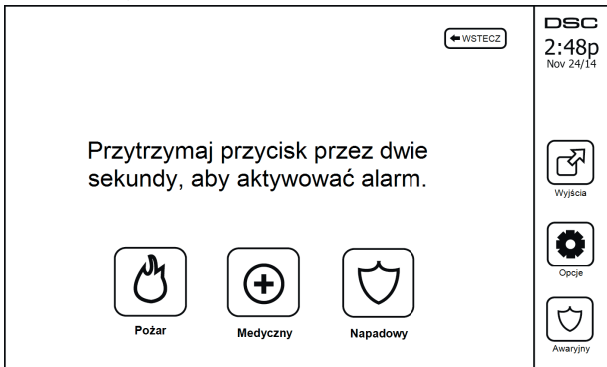 WSTECZ
DSC
2:48p
Nov 24/14
Przytrzymaj przycisk przez dwie
sekundy, aby aktywować alarm.
Wyjścia
Opcje
Pożar
Medyczny
Napadowy
Awaryjny